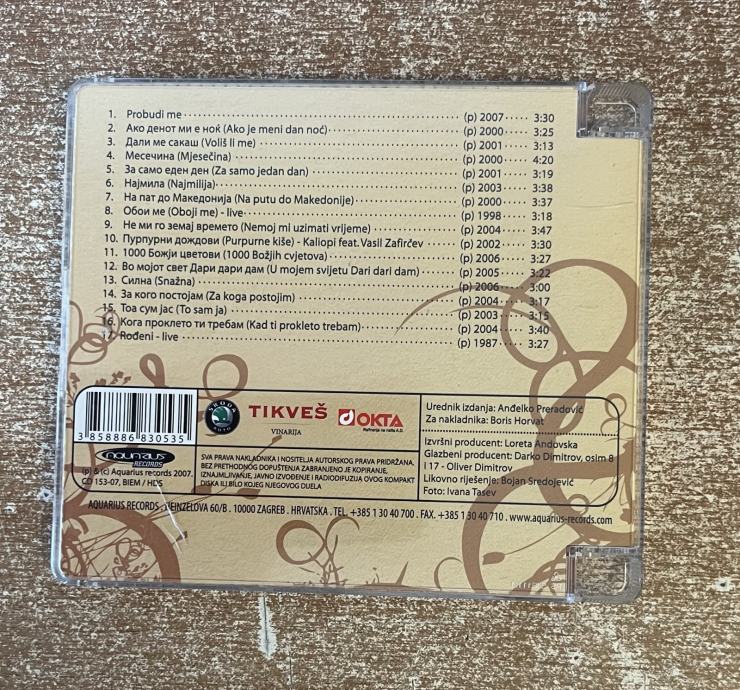 1. Probudi me (p) 2007 3:30
2. Ако денот ми е ноќ (Ako je meni dan noć) (p) 2000 3:25
3. Дали ме сакаш (Voliš li me) (p) 2001 3:13
4. Месечина (Mjesečina) (p) 2000 4:20
5. За само еден ден (Za samo jedan dan) (p) 2001 3:19
6. Најмила (Najmilija) (p) 2003 3:38
7. На пат до Македонија (Na putu do Makedonije) (p) 2000 3:37
8. Обои ме (Oboji me) - live (p) 1998 3:18
9. Не ми го земај времето (Nemoj mi uzimati vrijeme) (p) 2004 3:47
10. Пурпурни дождови (Purpurne kiše) - Kaliopi feat. Vasil Zafirčev (p) 2002 3:30
11. 1000 Божји цветови (1000 Božjih cvjetova) (p) 2006 3:27
12. Во мојот свет Дари дари дам (U mojem svijetu Dari dari dam) (p) 2005 3:22
13. Силна (Snažna) (p) 2006 3:00
14. За кого постојам (Za koga postojim) (p) 2004 3:17
15. Тоа сум јас (To sam ja) (p) 2003 3:15
16. Кога проклето ти требам (Kad ti prokleto trebam) (p) 2004 3:40
17. Rođeni - live (p) 1987 3:27
3 858886 830535
aquarius
RECORDS
(p) & (c) Aquarius records 2007.
CD 153-07, BIEM / HDS
ŠKODA
AUTO
TIKVEŠ
VINARIJA
OKTA
Rafinerija na nafta A.D.
SVA PRAVA NAKLADNIKA I NOSITELJA AUTORSKOG PRAVA PRIDRŽANA.
BEZ PRETHODNOG DOPUŠTENJA ZABRANJENO JE KOPIRANJE,
IZNAJMLJIVANJE, JAVNO IZVOĐENJE I RADIODIFUZIJA OVOG KOMPAKT
DISKA ILI BILO KOJEG NJEGOVOG DIJELA
Urednik izdanja: Anđelko Preradović
Za nakladnika: Boris Horvat
Izvršni producent: Loreta Andovska
Glazbeni producent: Darko Dimitrov, osim 8
I 17 - Oliver Dimitrov
Likovno riješenje: Bojan Sredojević
Foto: Ivana Tasev
AQUARIUS RECORDS . HEINZELOVA 60/B . 10000 ZAGREB . HRVATSKA . TEL. +385 1 30 40 700 . FAX. +385 1 30 40 710 . www.aquarius-records.com